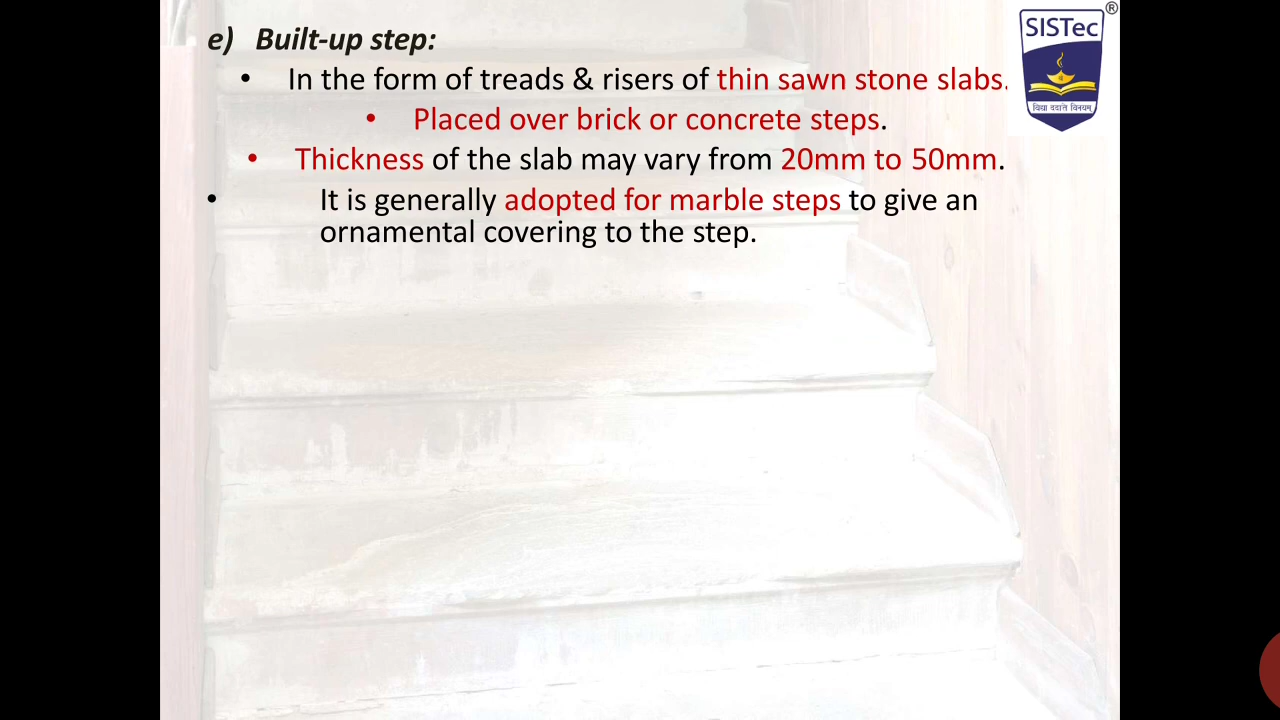 e) Built-up step:
• In the form of treads & risers of thin sawn stone slabs.
• Placed over brick or concrete steps.
• Thickness of the slab may vary from 20mm to 50mm.
• It is generally adopted for marble steps to give an
ornamental covering to the step.
®
SISTec
विद्या ददाति विनयम्